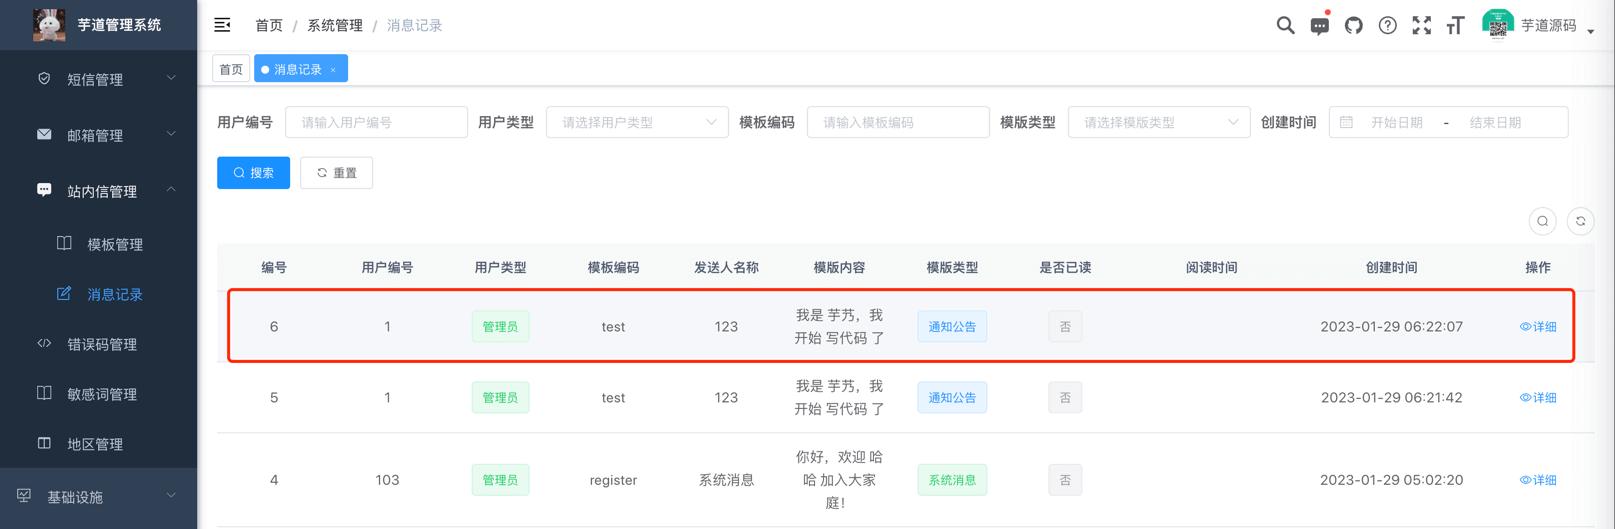 芋道管理系统
首页 / 系统管理 / 消息记录
芋道源码
短信管理
邮箱管理
站内信管理
模板管理
消息记录
错误码管理
敏感词管理
地区管理
基础设施
首页
消息记录 ×
用户编号 请输入用户编号 用户类型 请选择用户类型 模板编码 请输入模板编码 模版类型 请选择模版类型 创建时间 开始日期 - 结束日期
搜索 重置
编号 用户编号 用户类型 模板编码 发送人名称 模版内容 模版类型 是否已读 阅读时间 创建时间 操作
6 1 管理员 test 123 我是 芋艿，我 通知公告 否 2023-01-29 06:22:07 详细
开始 写代码 了
5 1 管理员 test 123 我是 芋艿，我 通知公告 否 2023-01-29 06:21:42 详细
开始 写代码 了
4 103 管理员 register 系统消息 你好，欢迎 哈 系统消息 否 2023-01-29 05:02:20 详细
哈 加入大家
庭！